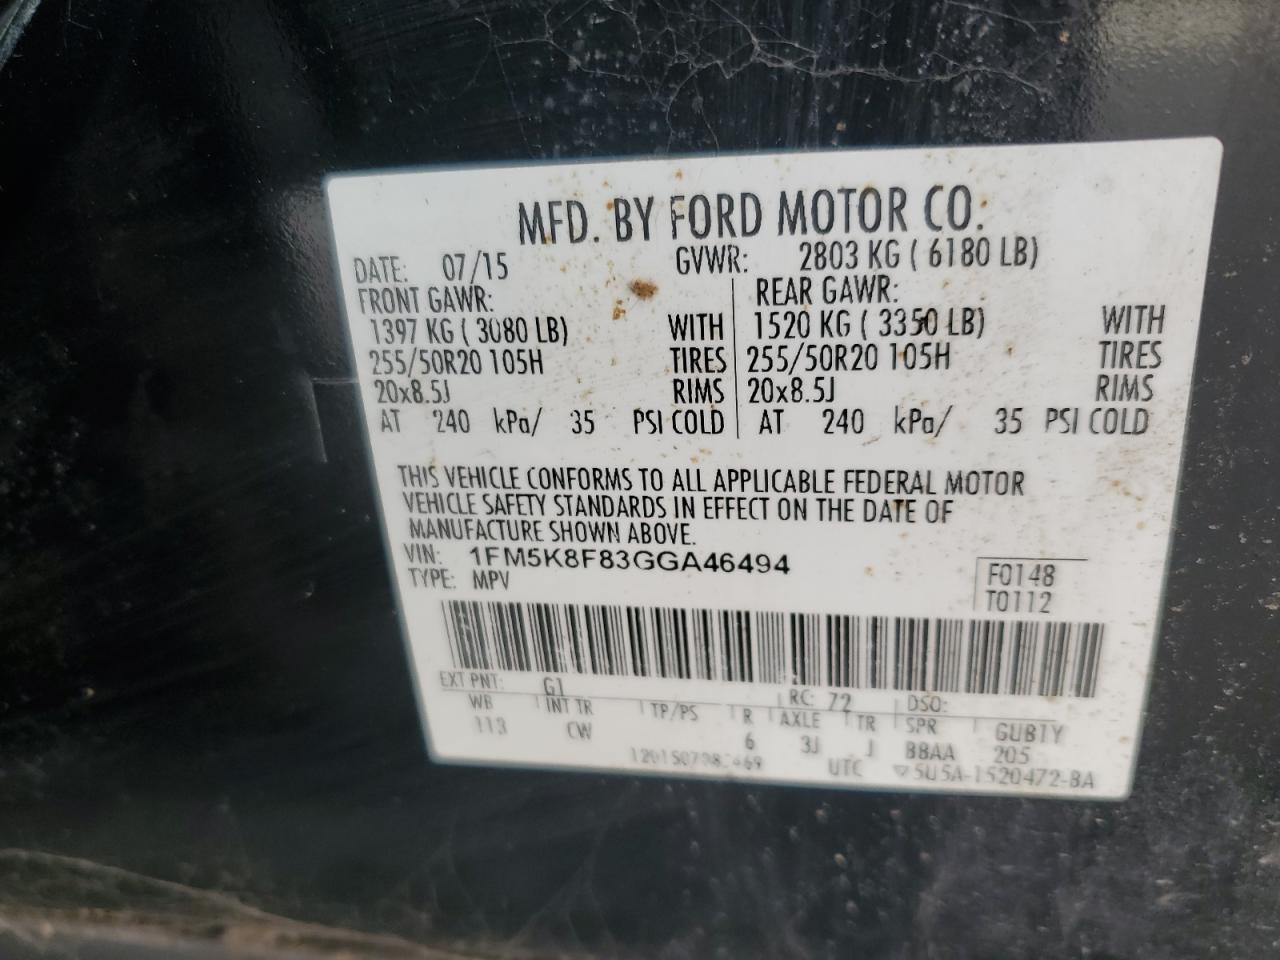 MFD. BY FORD MOTOR CO.
DATE: 07/15 GVWR: 2803 KG ( 6180 LB)
FRONT GAWR: REAR GAWR:
1397 KG ( 3080 LB) WITH 1520 KG ( 3350 LB) WITH
255/50R20 105H TIRES 255/50R20 105H TIRES
20x8.5J RIMS 20x8.5J RIMS
AT 240 kPa/ 35 PSI COLD AT 240 kPa/ 35 PSI COLD
THIS VEHICLE CONFORMS TO ALL APPLICABLE FEDERAL MOTOR
VEHICLE SAFETY STANDARDS IN EFFECT ON THE DATE OF
MANUFACTURE SHOWN ABOVE.
VIN: 1FM5K8F83GGA46494
TYPE: MPV
F0148
T0112
EXT PNT: G1 RC: 72 DSO:
WB INT TR TP/PS R AXLE TR SPR GUB1Y
113 CW 6 3J J BBAA 205
UTC ▽5U5A-1520472-BA